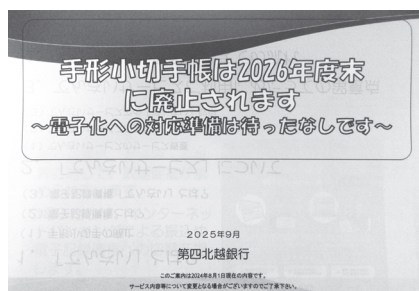 手形小切手帳は2026年度末
に廃止されます
～電子化への対応準備は待ったなしです～
2025年9月
第四北越銀行
このご案内は2024年8月1日現在の内容です。
サービス内容等について変更となる場合がございますのでご了承下さい。